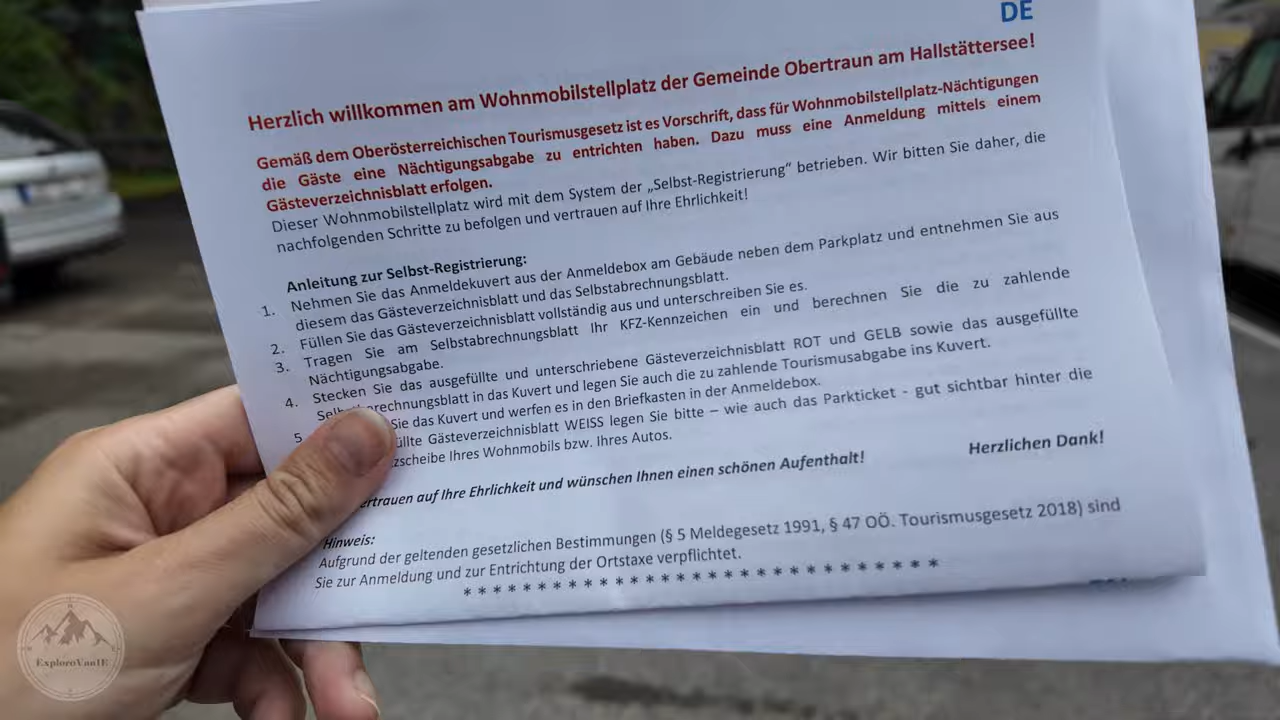 DE
Herzlich willkommen am Wohnmobilstellplatz der Gemeinde Obertraun am Hallstättersee!
Gemäß dem Oberösterreichischen Tourismusgesetz ist es Vorschrift, dass für Wohnmobilstellplatz-Nächtigungen
die Gäste eine Nächtigungsabgabe zu entrichten haben. Dazu muss eine Anmeldung mittels einem
Gästeverzeichnisblatt erfolgen.
Dieser Wohnmobilstellplatz wird mit dem System der „Selbst-Registrierung“ betrieben. Wir bitten Sie daher, die
nachfolgenden Schritte zu befolgen und vertrauen auf Ihre Ehrlichkeit!
Anleitung zur Selbst-Registrierung:
1. Nehmen Sie das Anmeldekuvert aus der Anmeldebox am Gebäude neben dem Parkplatz und entnehmen Sie aus
diesem das Gästeverzeichnisblatt und das Selbstabrechnungsblatt.
2. Füllen Sie das Gästeverzeichnisblatt vollständig aus und unterschreiben Sie es.
3. Tragen Sie am Selbstabrechnungsblatt Ihr KFZ-Kennzeichen ein und berechnen Sie die zu zahlende
Nächtigungsabgabe.
4. Stecken Sie das ausgefüllte und unterschriebene Gästeverzeichnisblatt ROT und GELB sowie das ausgefüllte
in das Kuvert und legen Sie auch die zu zahlende Tourismusabgabe ins Kuvert.
5 Sie das Kuvert und werfen es in den Briefkasten in der Anmeldebox.
Gästeverzeichnisblatt WEISS legen Sie bitte – wie auch das Parkticket - gut sichtbar hinter die
Ihres Wohnmobils bzw. Ihres Autos.
auf Ihre Ehrlichkeit und wünschen Ihnen einen schönen Aufenthalt!
Herzlichen Dank!
Hinweis:
Aufgrund der geltenden gesetzlichen Bestimmungen (§ 5 Meldegesetz 1991, § 47 OÖ. Tourismusgesetz 2018) sind
Sie zur Anmeldung und zur Entrichtung der Ortstaxe verpflichtet.
* * * * * * * * * * * * * * * * * * * * * * * * * *
ExploroVanIE